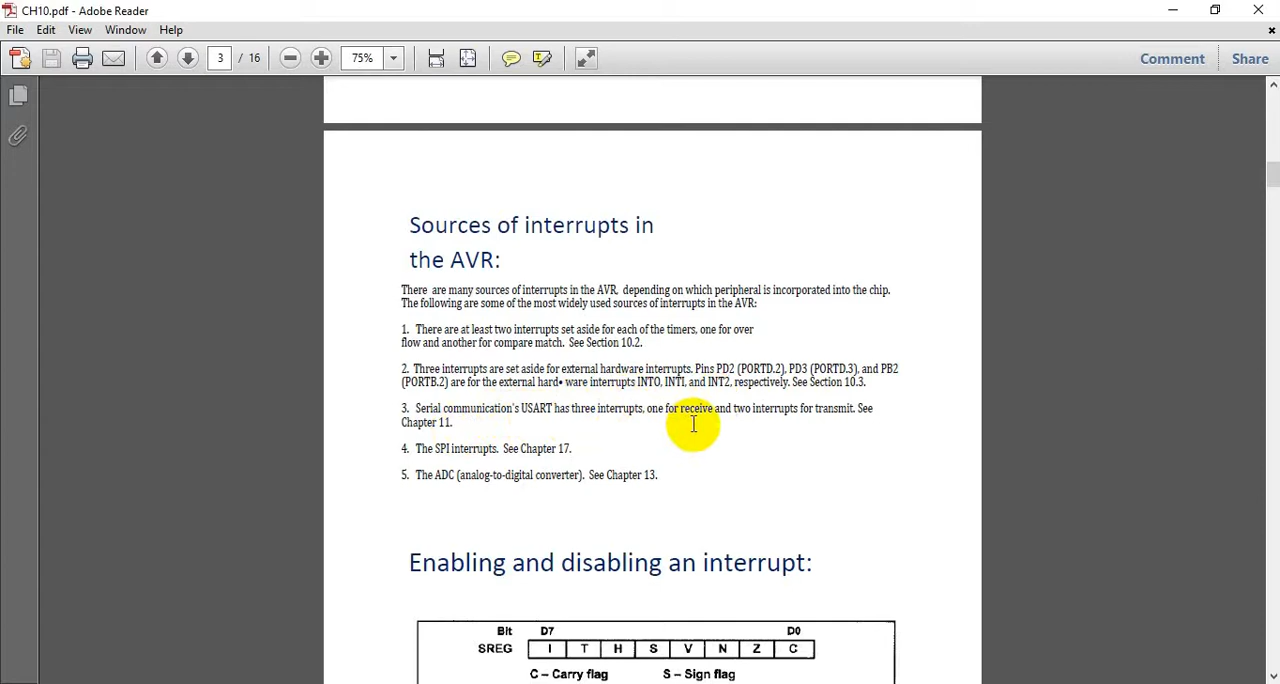 CH10.pdf - Adobe Reader
File Edit View Window Help
3 / 16 75% Comment Share
Sources of interrupts in
the AVR:
There are many sources of interrupts in the AVR, depending on which peripheral is incorporated into the chip.
The following are some of the most widely used sources of interrupts in the AVR:
1. There are at least two interrupts set aside for each of the timers, one for over
flow and another for compare match. See Section 10.2.
2. Three interrupts are set aside for external hardware interrupts. Pins PD2 (PORTD.2), PD3 (PORTD.3), and PB2
(PORTB.2) are for the external hard• ware interrupts INTO, INTI, and INT2, respectively. See Section 10.3.
3. Serial communication's USART has three interrupts, one for receive and two interrupts for transmit. See
Chapter 11.
4. The SPI interrupts. See Chapter 17.
5. The ADC (analog-to-digital converter). See Chapter 13.
Enabling and disabling an interrupt:
Bit D7 D0
SREG I T H S V N Z C
C – Carry flag S – Sign flag